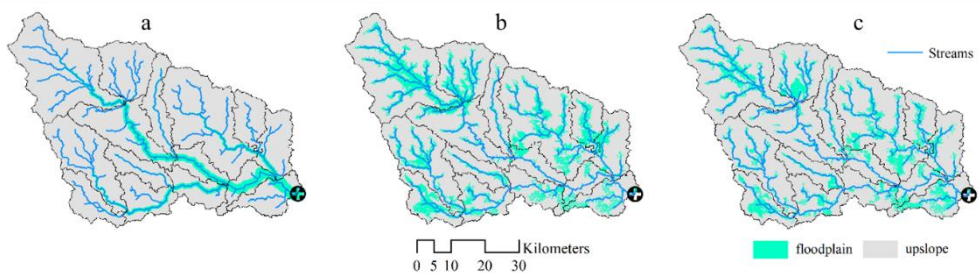 a
b
c
Streams
Kilometers
0 5 10 20 30
floodplain
upslope